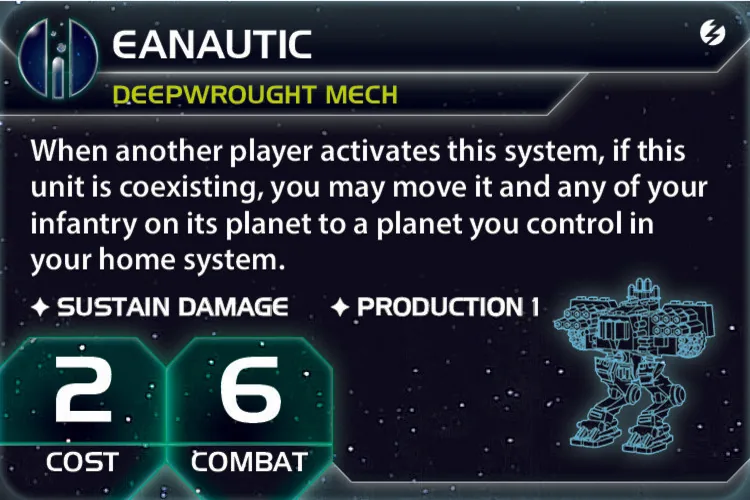 EANAUTIC
DEEPWROUGHT MECH
When another player activates this system, if this
unit is coexisting, you may move it and any of your
infantry on its planet to a planet you control in
your home system.
SUSTAIN DAMAGE PRODUCTION 1
2 6
COST COMBAT